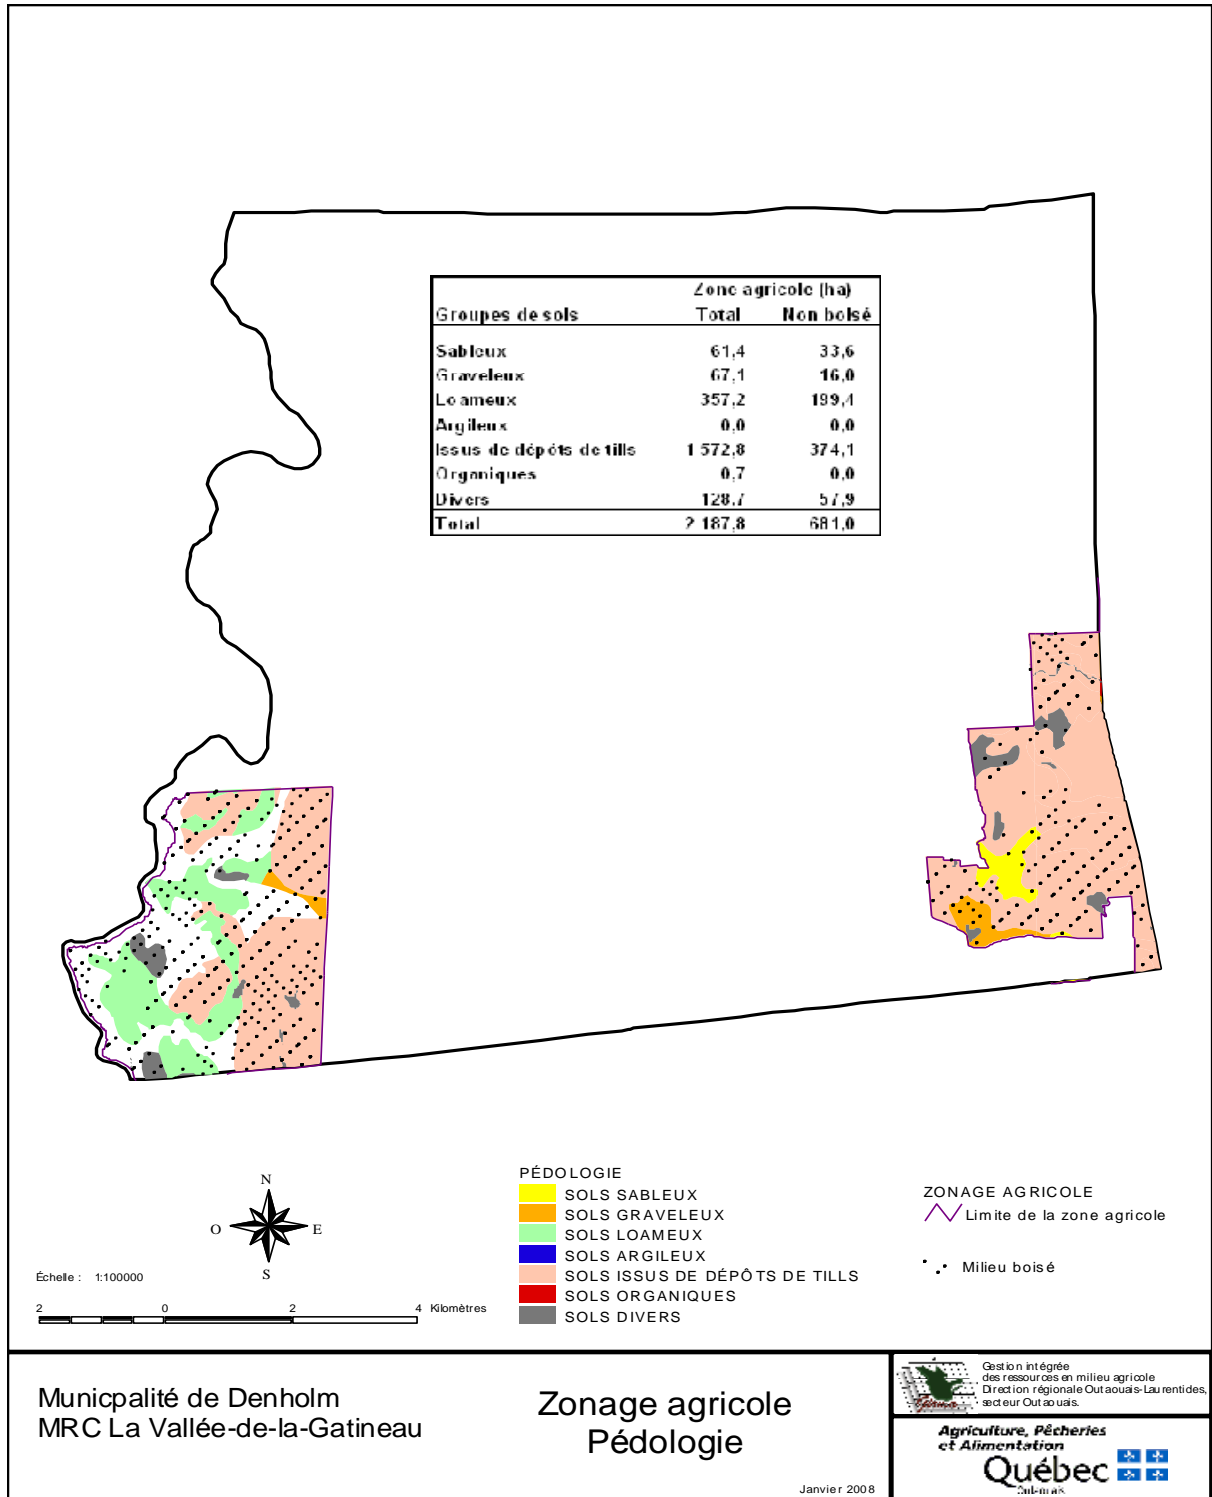 Zone agricole (ha)
Groupes de sols Total Non boisé
Sableux 61,4 33,6
Graveleux 67,1 16,0
Loameux 357,2 199,4
Argileux 0,0 0,0
Issus de dépôts de tills 1 572,8 374,1
Organiques 0,7 0,0
Divers 128,7 57,9
Total 2 187,8 681,0
N
O E
S
Échelle : 1:100000
2 0 2 4 Kilomètres
PÉDOLOGIE
SOLS SABLEUX
SOLS GRAVELEUX
SOLS LOAMEUX
SOLS ARGILEUX
SOLS ISSUS DE DÉPÔTS DE TILLS
SOLS ORGANIQUES
SOLS DIVERS
ZONAGE AGRICOLE
Limite de la zone agricole
Milieu boisé
Municpalité de Denholm
MRC La Vallée-de-la-Gatineau
Zonage agricole
Pédologie
Janvier 2008
Gestion intégrée
des ressources en milieu agricole
Direction régionale Outaouais-Laurentides,
secteur Outaouais.
Agriculture, Pêcheries
et Alimentation
Québec
Outaouais